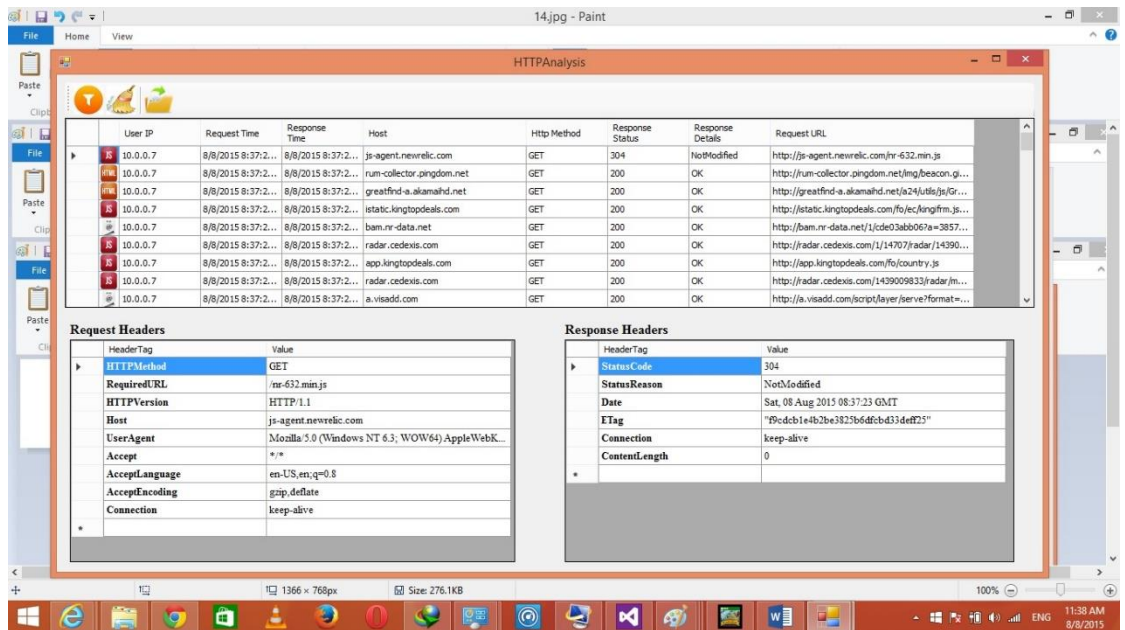 14.jpg - Paint
File Home View
HTTPAnalysis
Paste
User IP Request Time Response Time Host Http Method Response Status Response Details Request URL
JS 10.0.0.7 8/8/2015 8:37:2... 8/8/2015 8:37:2... js-agent.newrelic.com GET 304 NotModified http://js-agent.newrelic.com/nr-632.min.js
HTML 10.0.0.7 8/8/2015 8:37:2... 8/8/2015 8:37:2... rum-collector.pingdom.net GET 200 OK http://rum-collector.pingdom.net/img/beacon.gi...
HTML 10.0.0.7 8/8/2015 8:37:2... 8/8/2015 8:37:2... greatfind-a.akamaihd.net GET 200 OK http://greatfind-a.akamaihd.net/a24/utils/js/Gr...
JS 10.0.0.7 8/8/2015 8:37:2... 8/8/2015 8:37:2... istatic.kingtopdeals.com GET 200 OK http://istatic.kingtopdeals.com/fo/ec/kingifrm.js...
10.0.0.7 8/8/2015 8:37:2... 8/8/2015 8:37:2... bam.nr-data.net GET 200 OK http://bam.nr-data.net/1/cde03abb06?a=3857...
JS 10.0.0.7 8/8/2015 8:37:2... 8/8/2015 8:37:2... radar.cedexis.com GET 200 OK http://radar.cedexis.com/1/14707/radar/14390...
JS 10.0.0.7 8/8/2015 8:37:2... 8/8/2015 8:37:2... app.kingtopdeals.com GET 200 OK http://app.kingtopdeals.com/fo/country.js
JS 10.0.0.7 8/8/2015 8:37:2... 8/8/2015 8:37:2... radar.cedexis.com GET 200 OK http://radar.cedexis.com/1439009833/radar/m...
10.0.0.7 8/8/2015 8:37:2... 8/8/2015 8:37:2... a.visadd.com GET 200 OK http://a.visadd.com/script/layer/serve?format=...
File
Paste
File
Paste
Request Headers
HeaderTag Value
HTTPMethod GET
RequiredURL /nr-632.min.js
HTTPVersion HTTP/1.1
Host js-agent.newrelic.com
UserAgent Mozilla/5.0 (Windows NT 6.3; WOW64) AppleWebK...
Accept */*
AcceptLanguage en-US,en;q=0.8
AcceptEncoding gzip,deflate
Connection keep-alive
Response Headers
HeaderTag Value
StatusCode 304
StatusReason NotModified
Date Sat, 08 Aug 2015 08:37:23 GMT
ETag "f9cdcb1e4b2be3825b6dfcbd33deff25"
Connection keep-alive
ContentLength 0
1366 × 768px Size: 276.1KB 100%
ENG 11:38 AM
8/8/2015